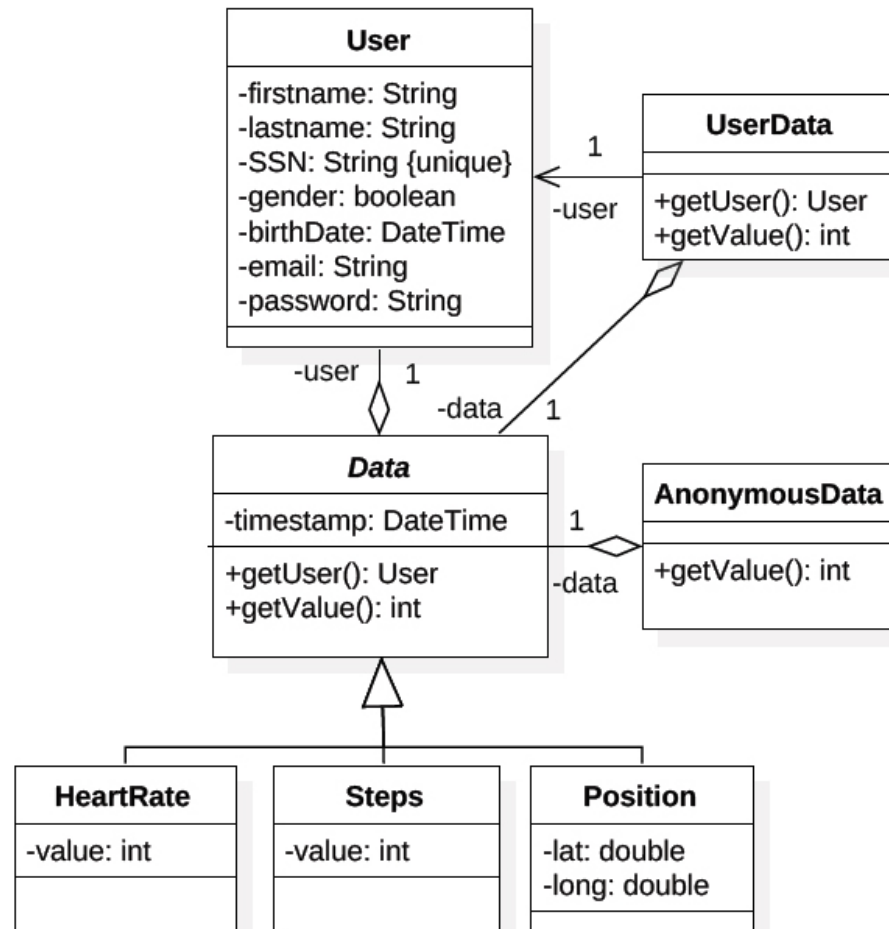 User
-firstname: String
-lastname: String
-SSN: String {unique}
-gender: boolean
-birthDate: DateTime
-email: String
-password: String
UserData
+getUser(): User
+getValue(): int
1
-user
-user
1
-data
1
Data
-timestamp: DateTime
+getUser(): User
+getValue(): int
1
-data
AnonymousData
+getValue(): int
HeartRate
-value: int
Steps
-value: int
Position
-lat: double
-long: double